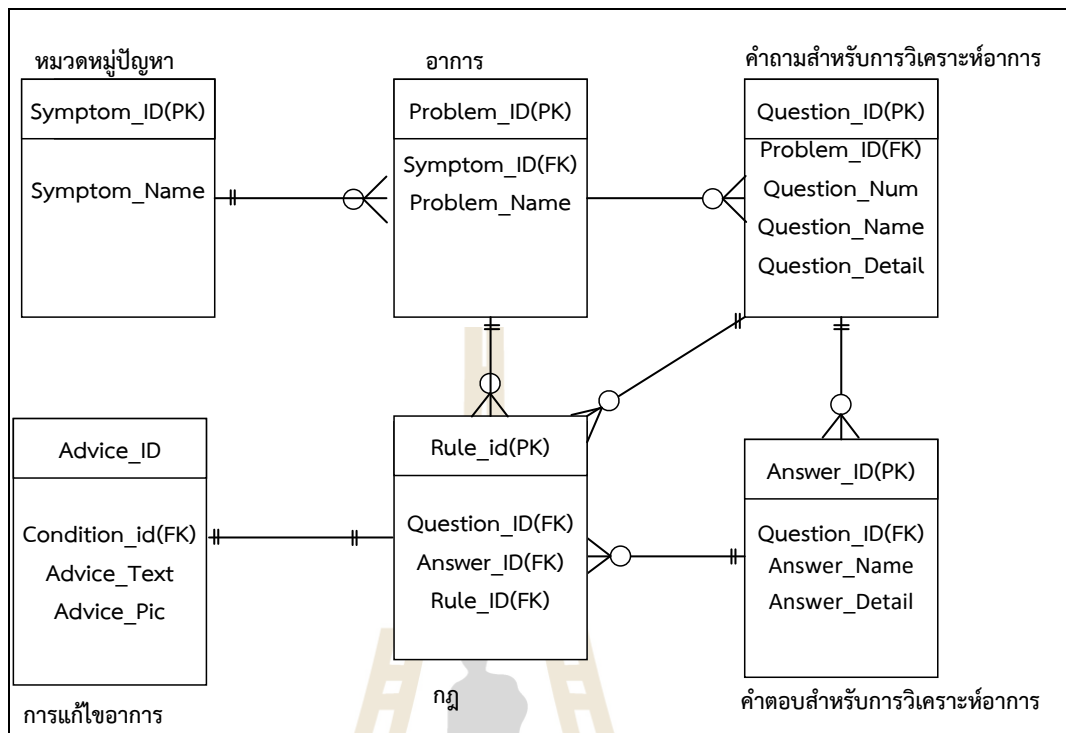 หมวดหมู่ปัญหา
Symptom_ID(PK)
Symptom_Name
อาการ
Problem_ID(PK)
Symptom_ID(FK)
Problem_Name
คำถามสำหรับการวิเคราะห์อาการ
Question_ID(PK)
Problem_ID(FK)
Question_Num
Question_Name
Question_Detail
Advice_ID
Condition_id(FK)
Advice_Text
Advice_Pic
การแก้ไขอาการ
Rule_id(PK)
Question_ID(FK)
Answer_ID(FK)
Rule_ID(FK)
กฎ
Answer_ID(PK)
Question_ID(FK)
Answer_Name
Answer_Detail
คำตอบสำหรับการวิเคราะห์อาการ